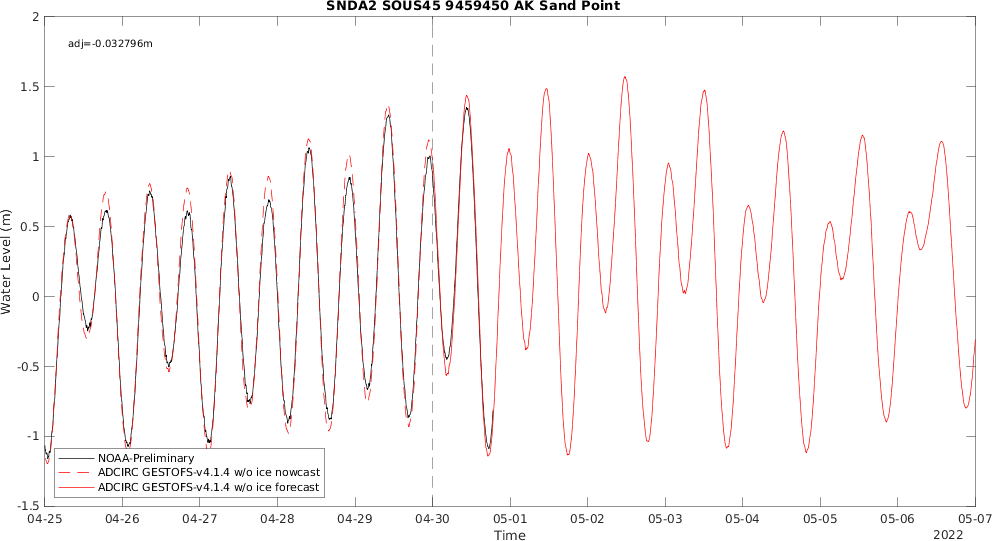 SNDA2 SOUS45 9459450 AK Sand Point
adj=-0.032796m
Water Level (m)
2
1.5
1
0.5
0
-0.5
-1
-1.5
NOAA-Preliminary
ADCIRC GESTOFS-v4.1.4 w/o ice nowcast
ADCIRC GESTOFS-v4.1.4 w/o ice forecast
04-25 04-26 04-27 04-28 04-29 04-30 05-01 05-02 05-03 05-04 05-05 05-06 05-07
Time
2022